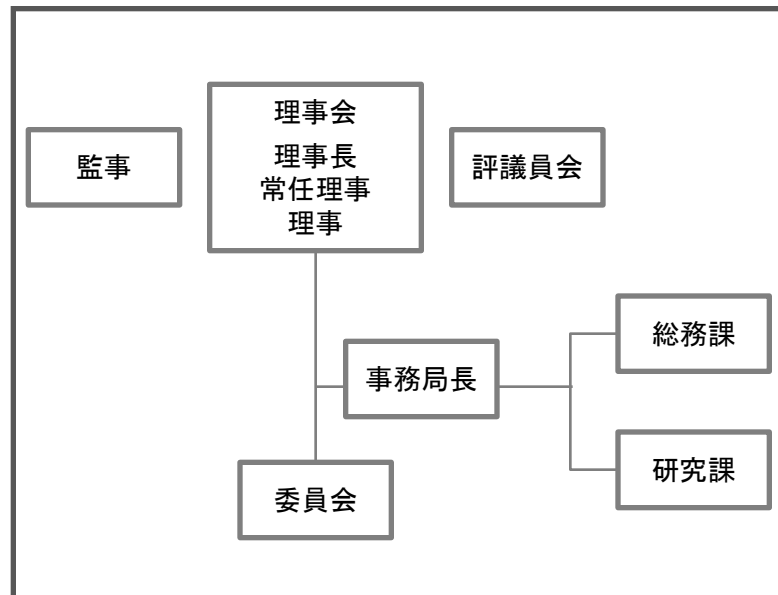 監事
理事会
理事長
常任理事
理事
評議員会
事務局長
総務課
研究課
委員会